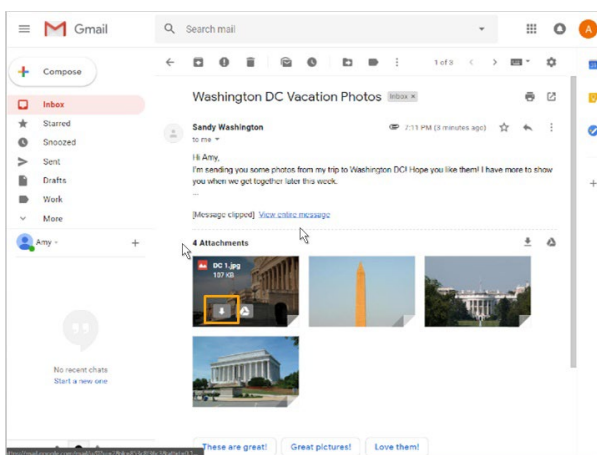 Gmail
Search mail
A
Compose
1 of 3
Inbox
Starred
Snoozed
Sent
Drafts
Work
More
Amy
Washington DC Vacation Photos Inbox ×
Sandy Washington 7:11 PM (3 minutes ago)
to me
Hi Amy,
I'm sending you some photos from my trip to Washington DC! Hope you like them! I have more to show
you when we get together later this week.
...
[Message clipped] View entire message
4 Attachments
DC 1.jpg
107 KB
No recent chats
Start a new one
These are great! Great pictures! Love them!